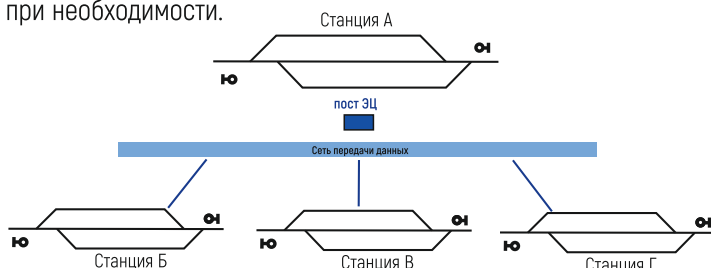 при необходимости.
Станция А
пост ЭЦ
Сеть передачи данных
Станция Б
Станция В
Станция Г